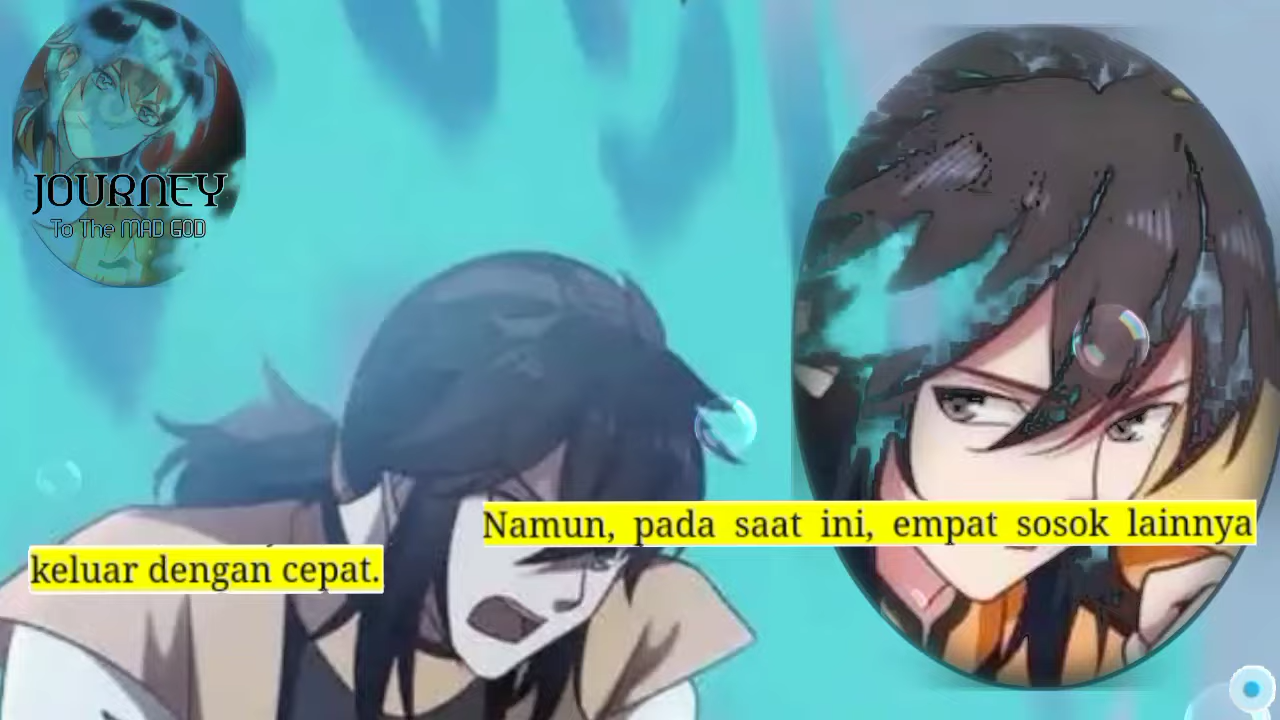 JOURNEY
To The MAD GOD
Namun, pada saat ini, empat sosok lainnya
keluar dengan cepat.